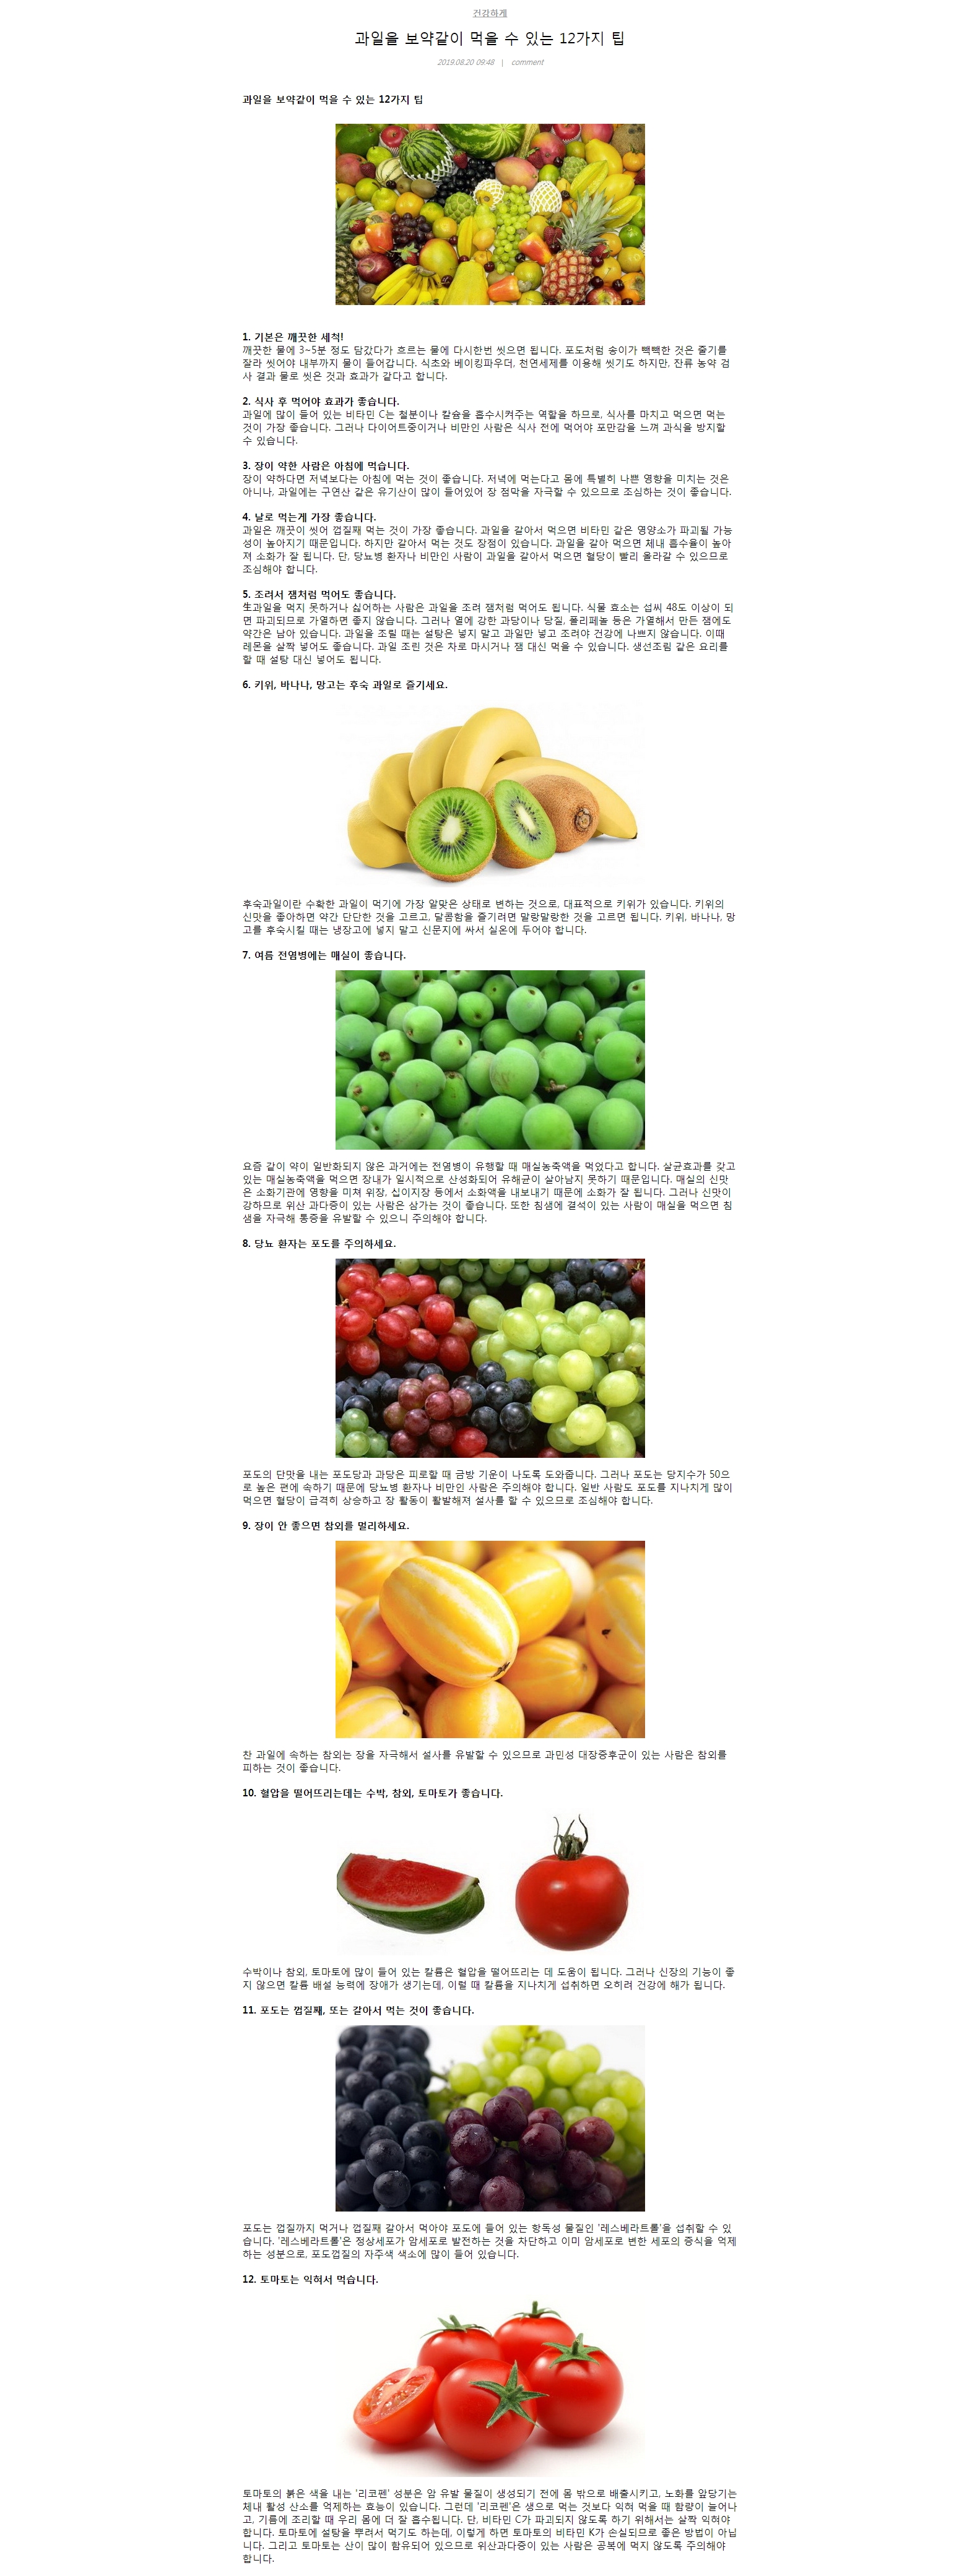 건강하게
과일을 보약같이 먹을 수 있는 12가지 팁
2019.08.20 09:48 | comment
과일을 보약같이 먹을 수 있는 12가지 팁
1. 기본은 깨끗한 세척!
깨끗한 물에 3~5분 정도 담갔다가 흐르는 물에 다시한번 씻으면 됩니다. 포도처럼 송이가 빽빽한 것은 줄기를
잘라 씻어야 내부까지 물이 들어갑니다. 식초와 베이킹파우더, 천연세제를 이용해 씻기도 하지만, 잔류 농약 검
사 결과 물로 씻은 것과 효과가 같다고 합니다.
2. 식사 후 먹어야 효과가 좋습니다.
과일에 많이 들어 있는 비타민 C는 철분이나 칼슘을 흡수시켜주는 역할을 하므로, 식사를 마치고 먹으면 먹는
것이 가장 좋습니다. 그러나 다이어트중이거나 비만인 사람은 식사 전에 먹어야 포만감을 느껴 과식을 방지할
수 있습니다.
3. 장이 약한 사람은 아침에 먹습니다.
장이 약하다면 저녁보다는 아침에 먹는 것이 좋습니다. 저녁에 먹는다고 몸에 특별히 나쁜 영향을 미치는 것은
아니나, 과일에는 구연산 같은 유기산이 많이 들어있어 장 점막을 자극할 수 있으므로 조심하는 것이 좋습니다.
4. 날로 먹는게 가장 좋습니다.
과일은 깨끗이 씻어 껍질째 먹는 것이 가장 좋습니다. 과일을 갈아서 먹으면 비타민 같은 영양소가 파괴될 가능
성이 높아지기 때문입니다. 하지만 갈아서 먹는 것도 장점이 있습니다. 과일을 갈아 먹으면 체내 흡수율이 높아
져 소화가 잘 됩니다. 단, 당뇨병 환자나 비만인 사람이 과일을 갈아서 먹으면 혈당이 빨리 올라갈 수 있으므로
조심해야 합니다.
5. 조려서 잼처럼 먹어도 좋습니다.
生과일을 먹지 못하거나 싫어하는 사람은 과일을 조려 잼처럼 먹어도 됩니다. 식물 효소는 섭씨 48도 이상이 되
면 파괴되므로 가열하면 좋지 않습니다. 그러나 열에 강한 과당이나 당질, 폴리페놀 등은 가열해서 만든 잼에도
약간은 남아 있습니다. 과일을 조릴 때는 설탕은 넣지 말고 과일만 넣고 조려야 건강에 나쁘지 않습니다. 이때
레몬을 살짝 넣어도 좋습니다. 과일 조린 것은 차로 마시거나 잼 대신 먹을 수 있습니다. 생선조림 같은 요리를
할 때 설탕 대신 넣어도 됩니다.
6. 키위, 바나나, 망고는 후숙 과일로 즐기세요.
후숙과일이란 수확한 과일이 먹기에 가장 알맞은 상태로 변하는 것으로, 대표적으로 키위가 있습니다. 키위의
신맛을 좋아하면 약간 단단한 것을 고르고, 달콤함을 즐기려면 말랑말랑한 것을 고르면 됩니다. 키위, 바나나, 망
고를 후숙시킬 때는 냉장고에 넣지 말고 신문지에 싸서 실온에 두어야 합니다.
7. 여름 전염병에는 매실이 좋습니다.
요즘 같이 약이 일반화되지 않은 과거에는 전염병이 유행할 때 매실농축액을 먹었다고 합니다. 살균효과를 갖고
있는 매실농축액을 먹으면 장내가 일시적으로 산성화되어 유해균이 살아남지 못하기 때문입니다. 매실의 신맛
은 소화기관에 영향을 미쳐 위장, 십이지장 등에서 소화액을 내보내기 때문에 소화가 잘 됩니다. 그러나 신맛이
강하므로 위산 과다증이 있는 사람은 삼가는 것이 좋습니다. 또한 침샘에 결석이 있는 사람이 매실을 먹으면 침
샘을 자극해 통증을 유발할 수 있으니 주의해야 합니다.
8. 당뇨 환자는 포도를 주의하세요.
포도의 단맛을 내는 포도당과 과당은 피로할 때 금방 기운이 나도록 도와줍니다. 그러나 포도는 당지수가 50으
로 높은 편에 속하기 때문에 당뇨병 환자나 비만인 사람은 주의해야 합니다. 일반 사람도 포도를 지나치게 많이
먹으면 혈당이 급격히 상승하고 장 활동이 활발해져 설사를 할 수 있으므로 조심해야 합니다.
9. 장이 안 좋으면 참외를 멀리하세요.
찬 과일에 속하는 참외는 장을 자극해서 설사를 유발할 수 있으므로 과민성 대장증후군이 있는 사람은 참외를
피하는 것이 좋습니다.
10. 혈압을 떨어뜨리는데는 수박, 참외, 토마토가 좋습니다.
수박이나 참외, 토마토에 많이 들어 있는 칼륨은 혈압을 떨어뜨리는 데 도움이 됩니다. 그러나 신장의 기능이 좋
지 않으면 칼륨 배설 능력에 장애가 생기는데, 이럴 때 칼륨을 지나치게 섭취하면 오히려 건강에 해가 됩니다.
11. 포도는 껍질째, 또는 갈아서 먹는 것이 좋습니다.
포도는 껍질까지 먹거나 껍질째 갈아서 먹아야 포도에 들어 있는 항독성 물질인 '레스베라트롤'을 섭취할 수 있
습니다. '레스베라트롤'은 정상세포가 암세포로 발전하는 것을 차단하고 이미 암세포로 변한 세포의 증식을 억제
하는 성분으로, 포도껍질의 자주색 색소에 많이 들어 있습니다.
12. 토마토는 익혀서 먹습니다.
토마토의 붉은 색을 내는 '리코펜' 성분은 암 유발 물질이 생성되기 전에 몸 밖으로 배출시키고, 노화를 앞당기는
체내 활성 산소를 억제하는 효능이 있습니다. 그런데 '리코펜'은 생으로 먹는 것보다 익혀 먹을 때 함량이 늘어나
고, 기름에 조리할 때 우리 몸에 더 잘 흡수됩니다. 단, 비타민 C가 파괴되지 않도록 하기 위해서는 살짝 익혀야
합니다. 토마토에 설탕을 뿌려서 먹기도 하는데, 이렇게 하면 토마토의 비타민 K가 손실되므로 좋은 방법이 아닙
니다. 그리고 토마토는 산이 많이 함유되어 있으므로 위산과다증이 있는 사람은 공복에 먹지 않도록 주의해야
합니다.